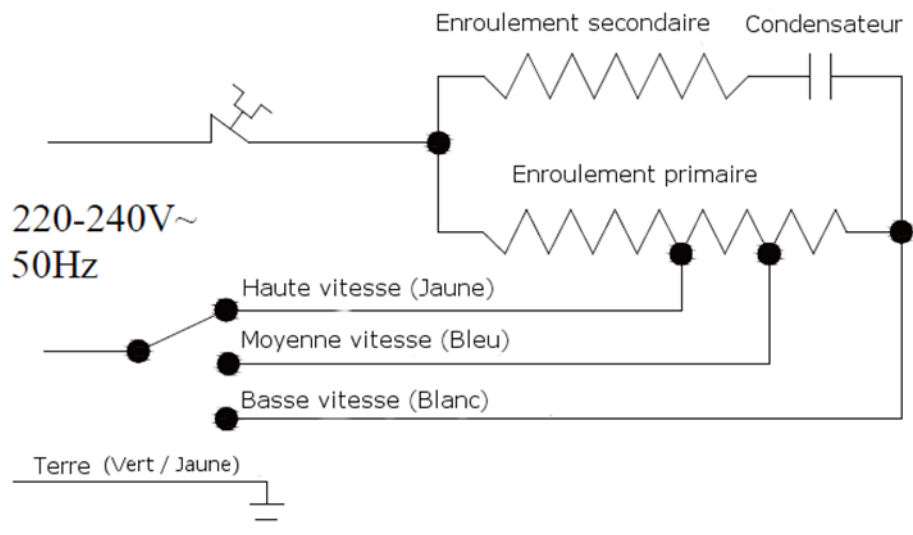 Enroulement secondaire
Condensateur
Enroulement primaire
220-240V~
50Hz
Haute vitesse (Jaune)
Moyenne vitesse (Bleu)
Basse vitesse (Blanc)
Terre (Vert / Jaune)